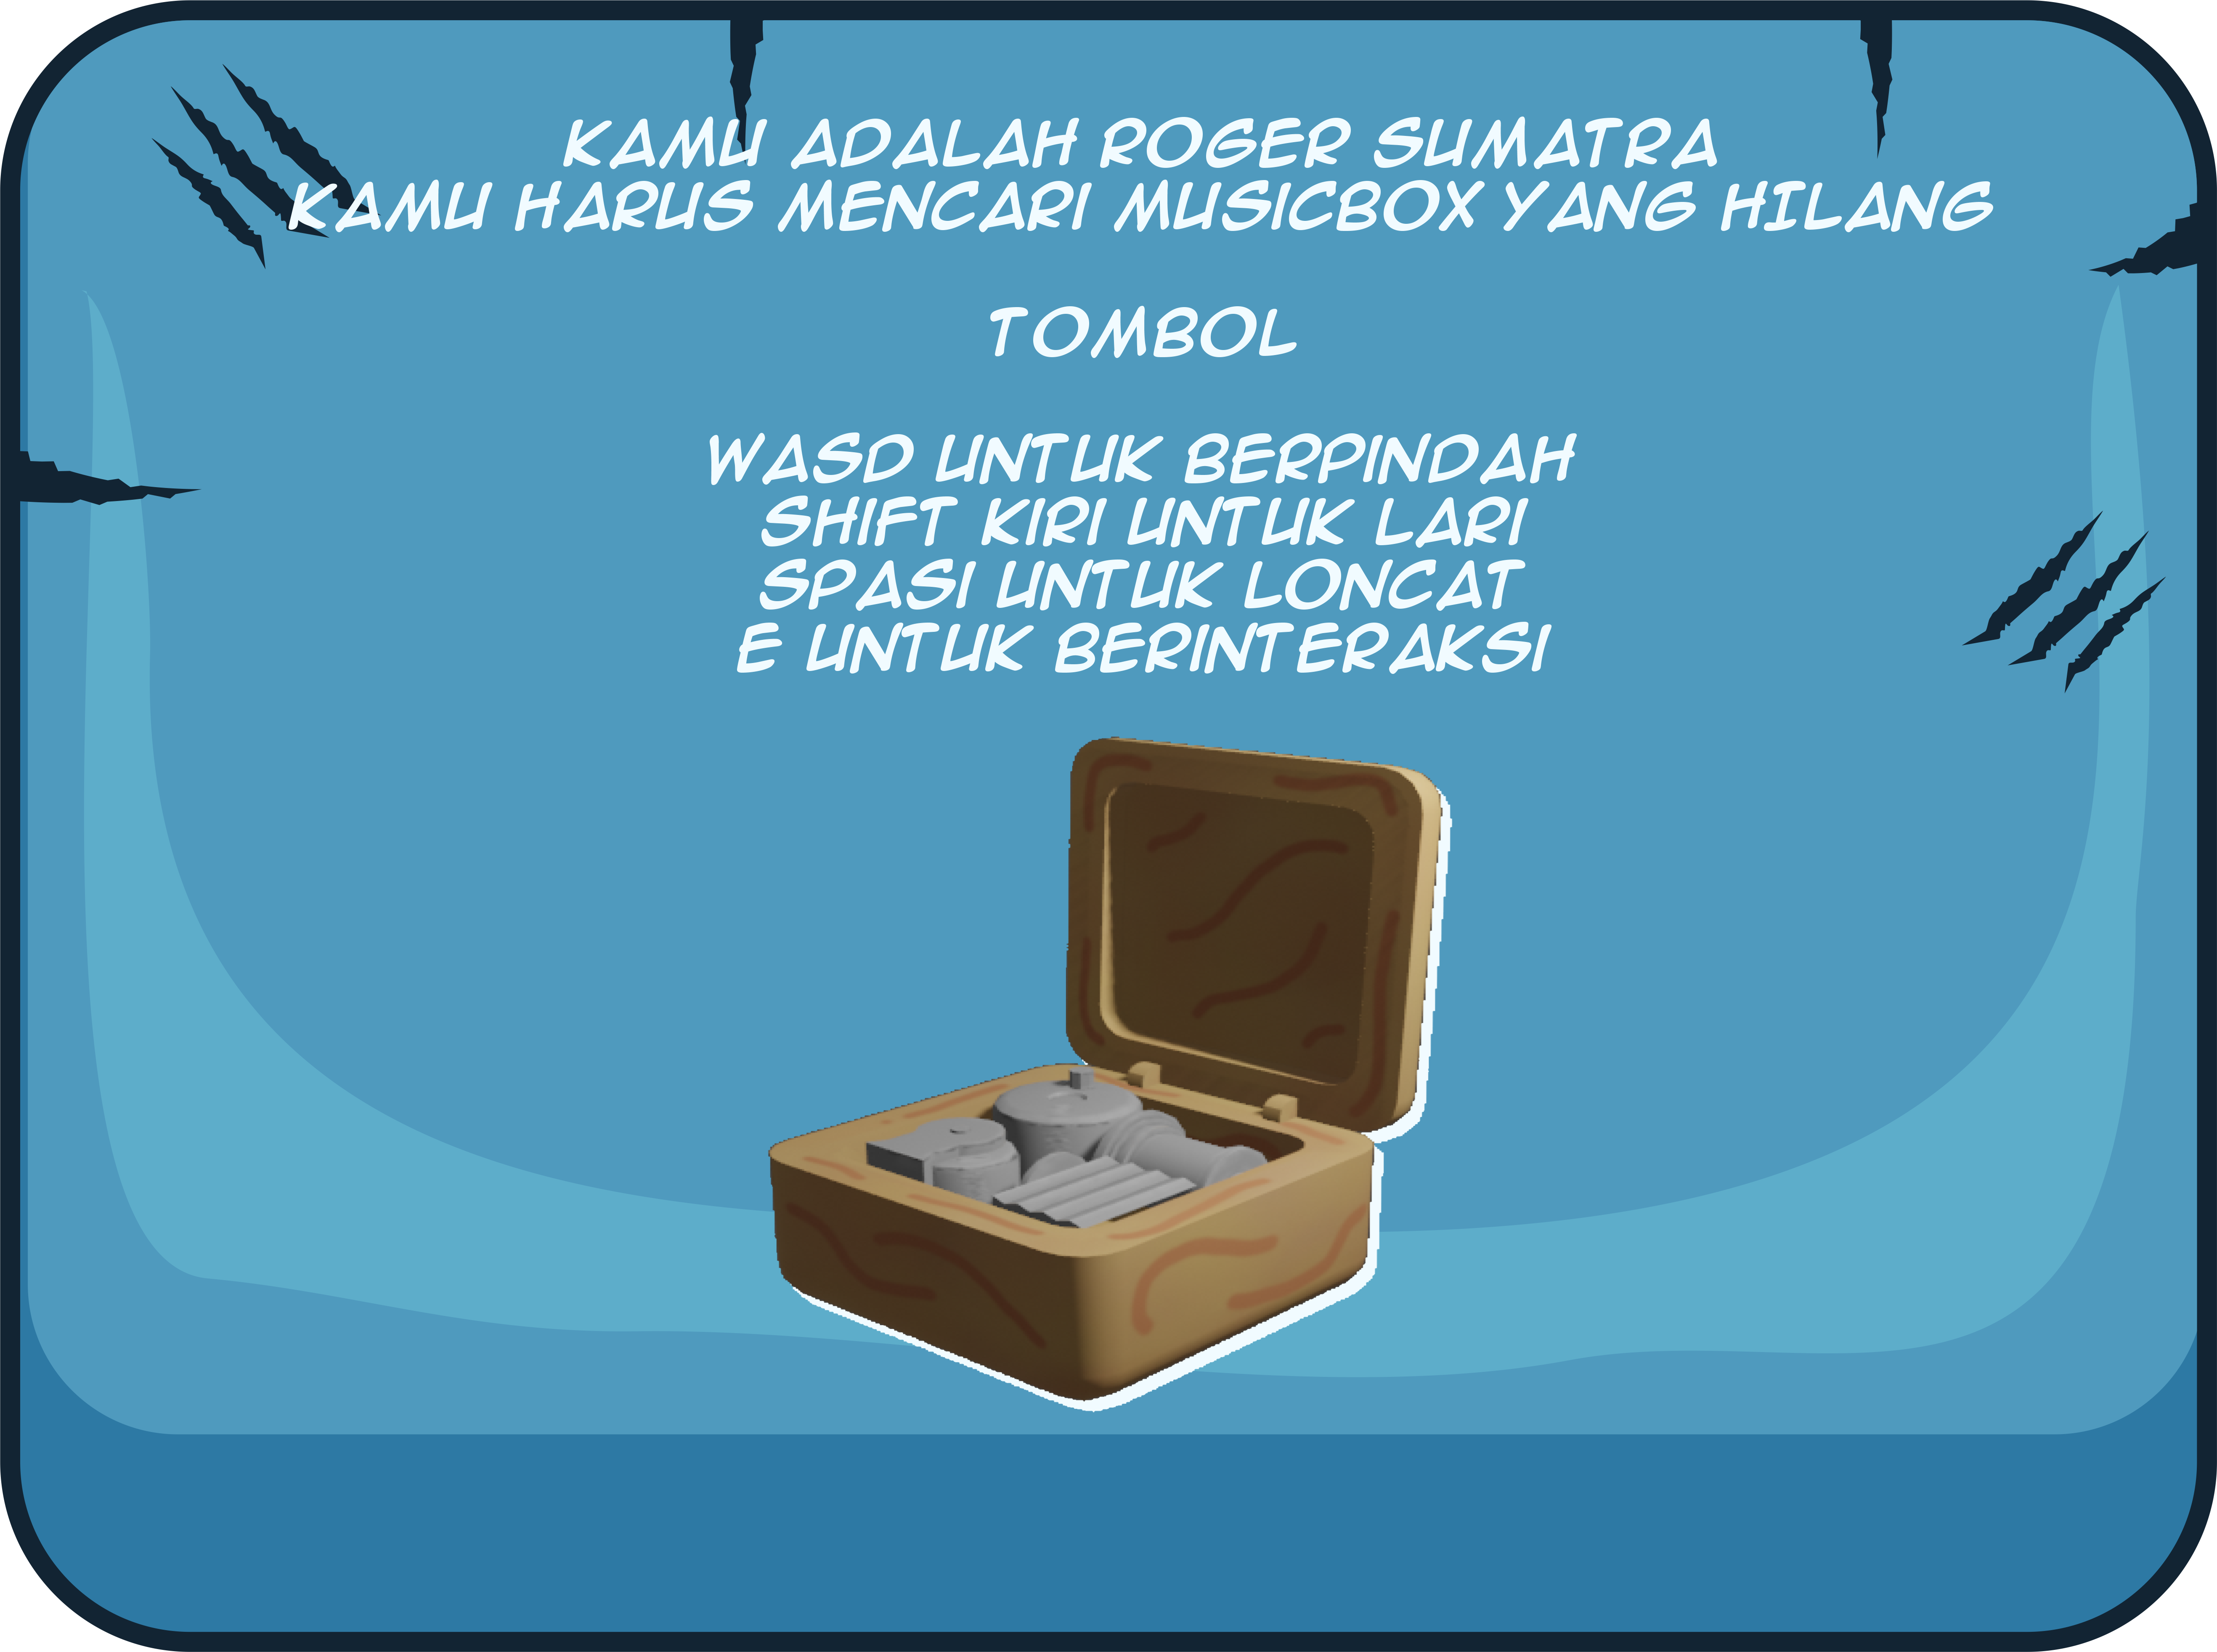 KAMU ADALAH ROGER SUMATRA
KAMU HARUS MENCARI MUSICBOX YANG HILANG
TOMBOL
WASD UNTUK BERPINDAH
SHIFT KIRI UNTUK LARI
SPASI UNTUK LONCAT
E UNTUK BERINTERAKSI